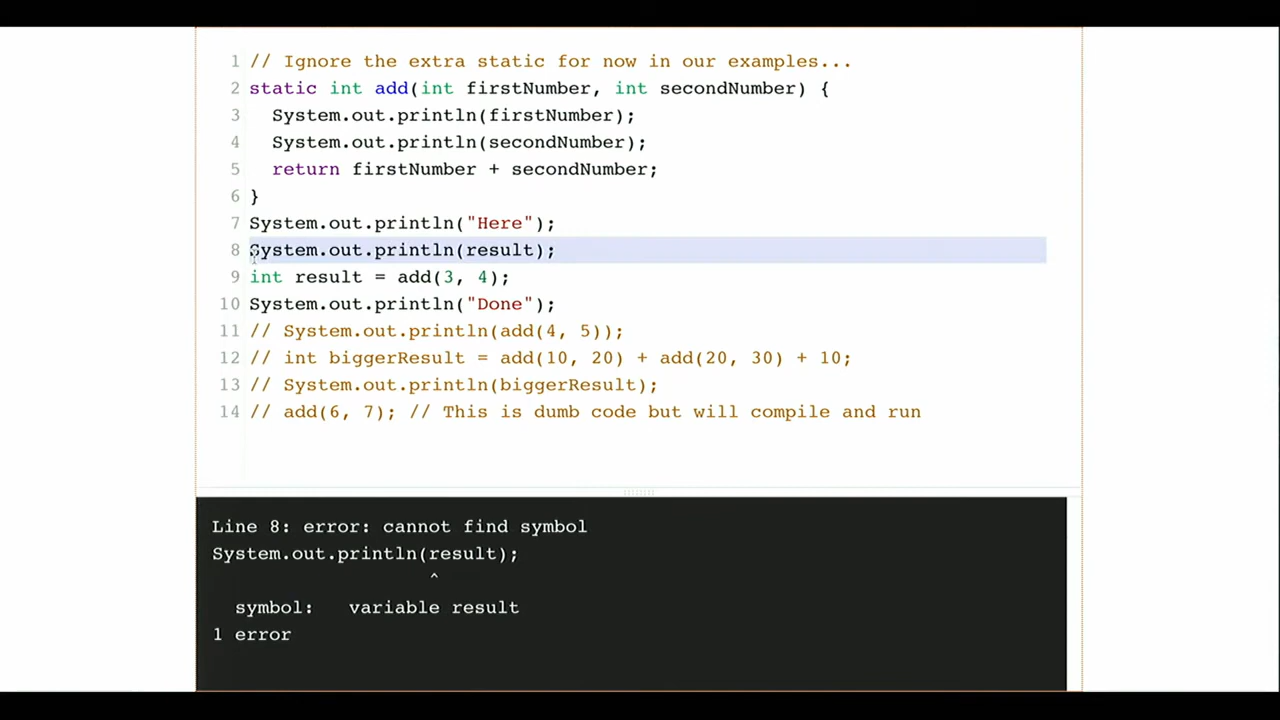 1 // Ignore the extra static for now in our examples...
2 static int add(int firstNumber, int secondNumber) {
3 System.out.println(firstNumber);
4 System.out.println(secondNumber);
5 return firstNumber + secondNumber;
6 }
7 System.out.println("Here");
8 System.out.println(result);
9 int result = add(3, 4);
10 System.out.println("Done");
11 // System.out.println(add(4, 5));
12 // int biggerResult = add(10, 20) + add(20, 30) + 10;
13 // System.out.println(biggerResult);
14 // add(6, 7); // This is dumb code but will compile and run
Line 8: error: cannot find symbol
System.out.println(result);
^
symbol: variable result
1 error